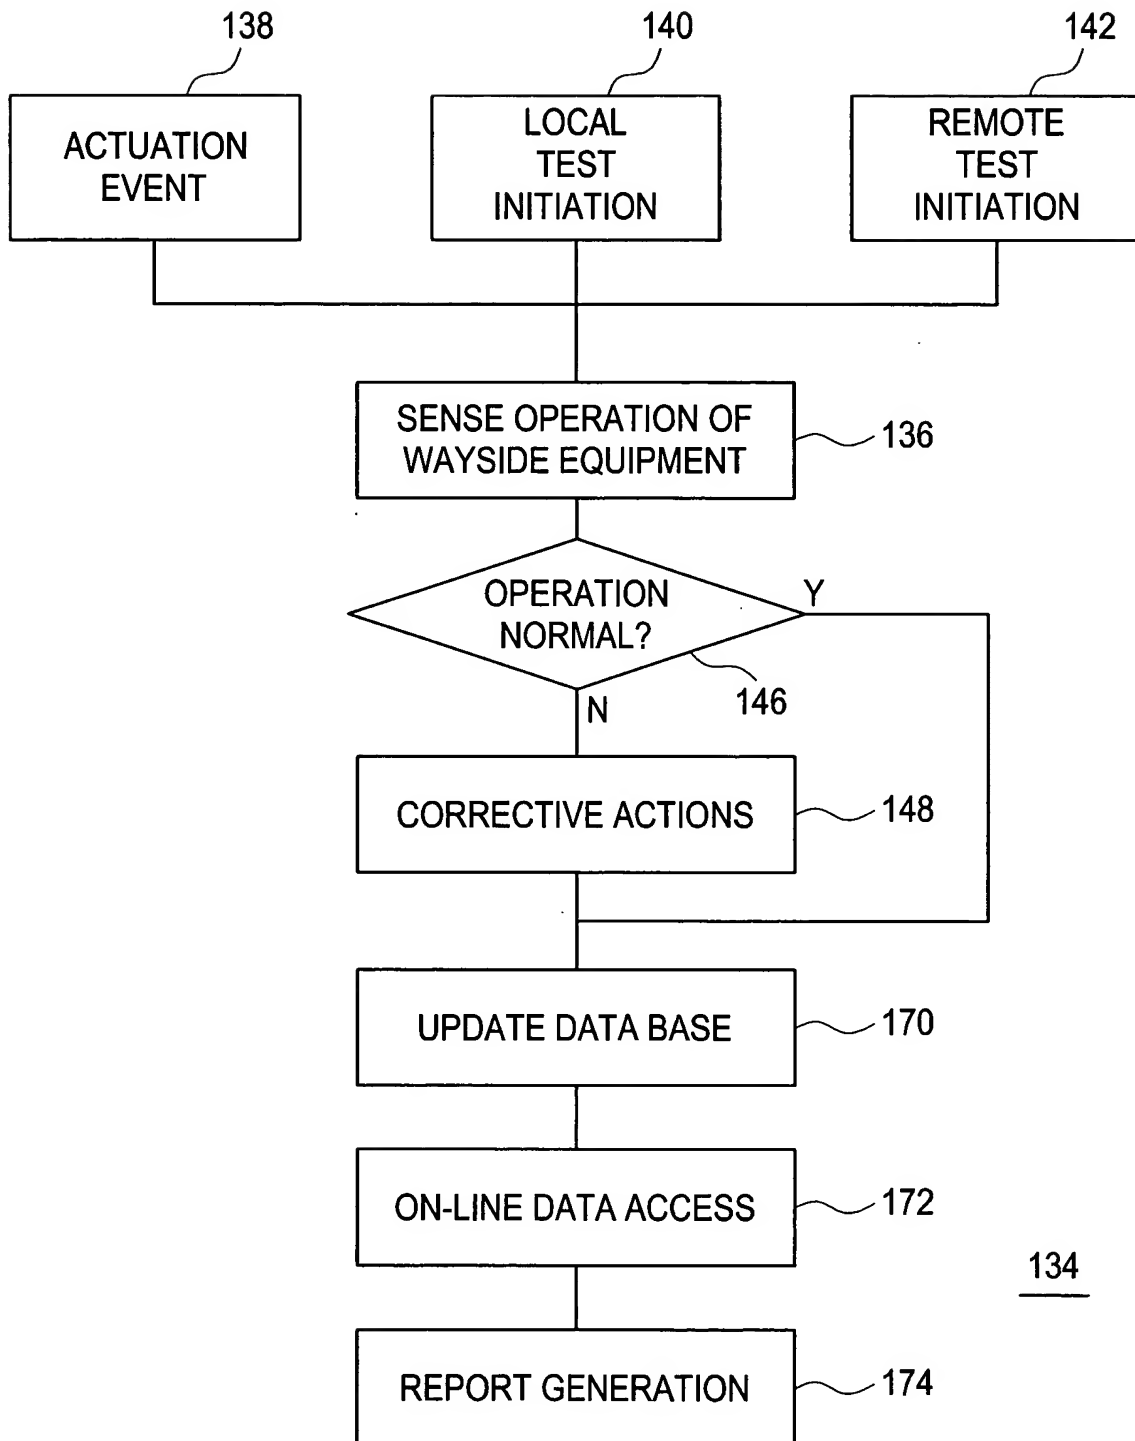 138
140
142
ACTUATION
EVENT
LOCAL
TEST
INITIATION
REMOTE
TEST
INITIATION
SENSE OPERATION OF
WAYSIDE EQUIPMENT
136
OPERATION
NORMAL?
Y
146
N
CORRECTIVE ACTIONS
148
UPDATE DATA BASE
170
ON-LINE DATA ACCESS
172
134
REPORT GENERATION
174